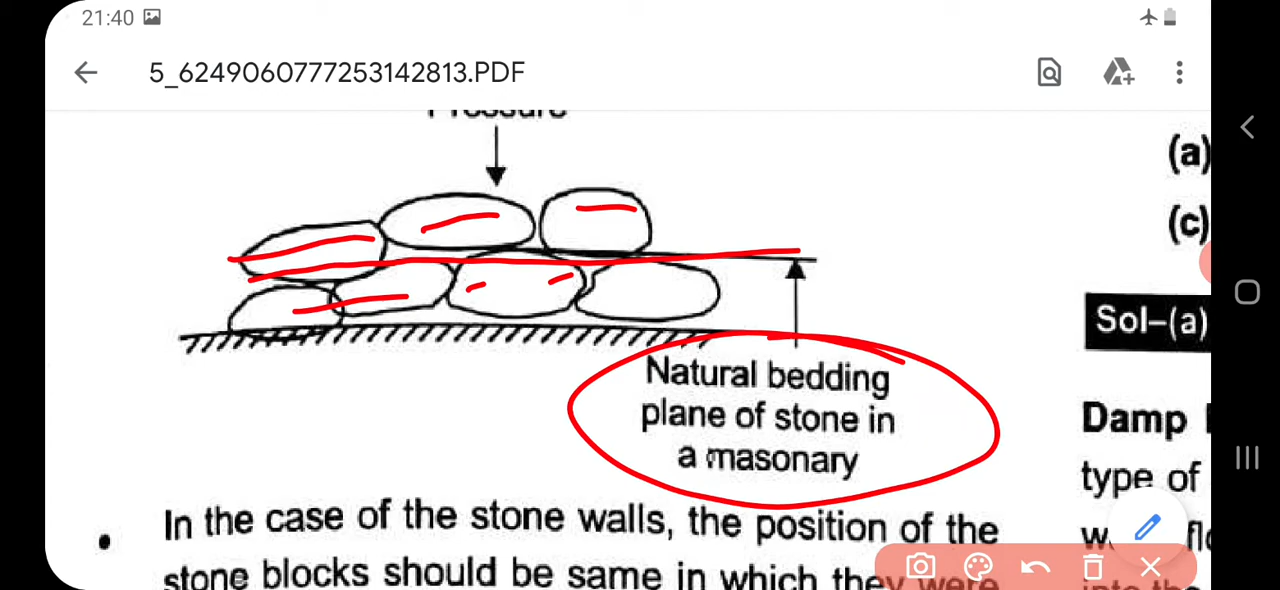 21:40
5_6249060777253142813.PDF
Pressure
Natural bedding
plane of stone in
a masonary
In the case of the stone walls, the position of the
stone blocks should be same in which they were
(a)
(c)
Sol-(a)
Damp
type of